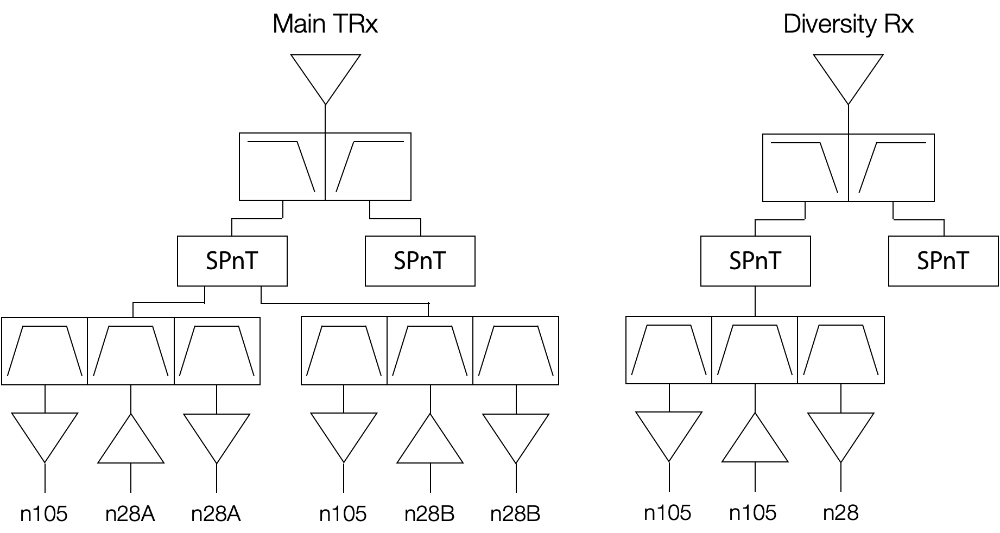 Main TRx
Diversity Rx
SPnT
SPnT
SPnT
SPnT
n105
n28A
n28A
n105
n28B
n28B
n105
n105
n28